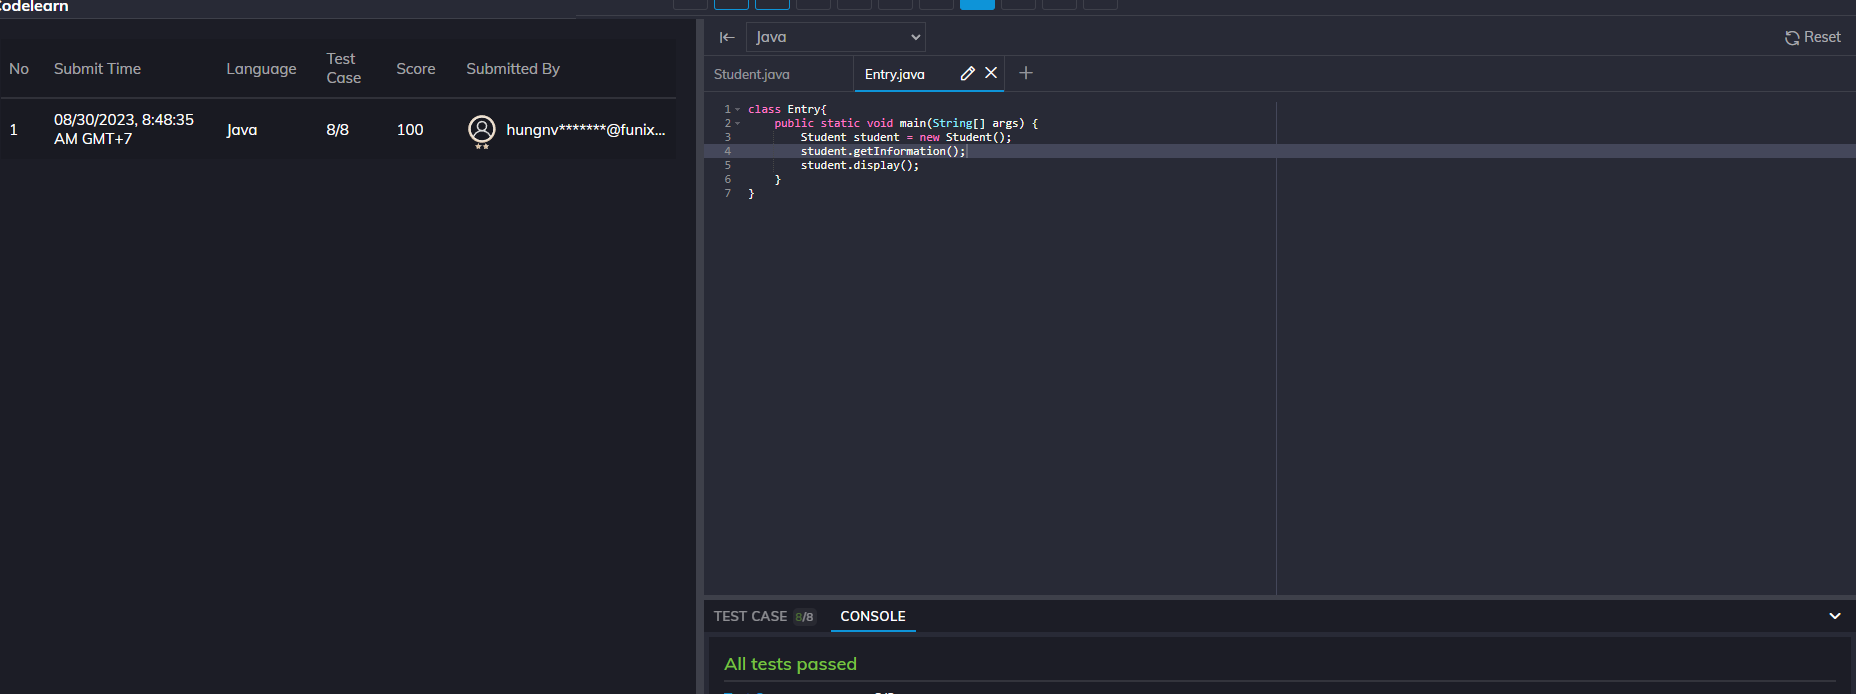 Codelearn
No Submit Time Language Test Case Score Submitted By
1 08/30/2023, 8:48:35 AM GMT+7 Java 8/8 100 hungnv*******@funix...
Java
Reset
Student.java Entry.java
1 class Entry{
2 public static void main(String[] args) {
3 Student student = new Student();
4 student.getInformation();
5 student.display();
6 }
7 }
TEST CASE 8/8 CONSOLE
All tests passed